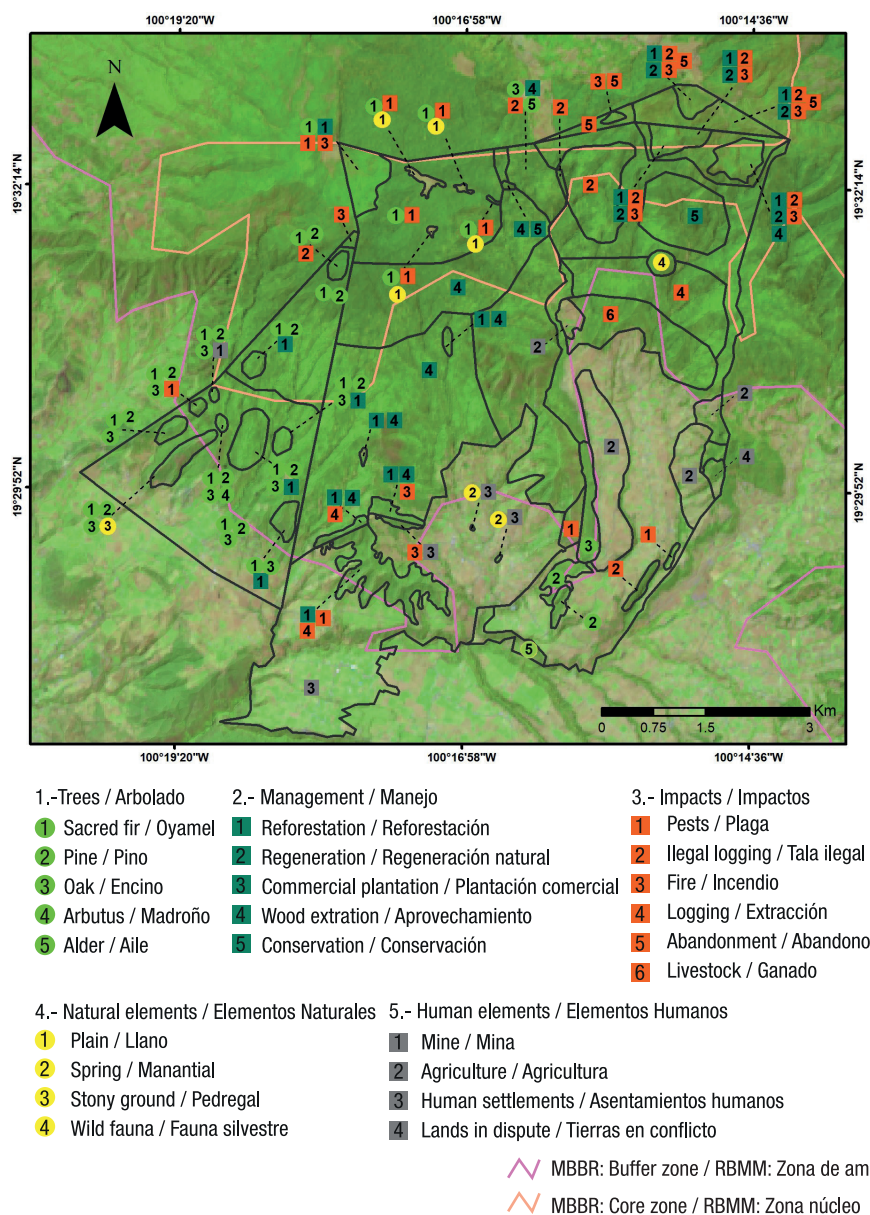 100°19'20"W 100°16'58"W 100°14'36"W
N
19°32'14"N 19°32'14"N
19°29'52"N 19°29'52"N
Km
0 0.75 1.5 3
100°19'20"W 100°16'58"W 100°14'36"W
1.-Trees / Arbolado
1 Sacred fir / Oyamel
2 Pine / Pino
3 Oak / Encino
4 Arbutus / Madroño
5 Alder / Aile
2.- Management / Manejo
1 Reforestation / Reforestación
2 Regeneration / Regeneración natural
3 Commercial plantation / Plantación comercial
4 Wood extration / Aprovechamiento
5 Conservation / Conservación
3.- Impacts / Impactos
1 Pests / Plaga
2 Ilegal logging / Tala ilegal
3 Fire / Incendio
4 Logging / Extracción
5 Abandonment / Abandono
6 Livestock / Ganado
4.- Natural elements / Elementos Naturales
1 Plain / Llano
2 Spring / Manantial
3 Stony ground / Pedregal
4 Wild fauna / Fauna silvestre
5.- Human elements / Elementos Humanos
1 Mine / Mina
2 Agriculture / Agricultura
3 Human settlements / Asentamientos humanos
4 Lands in dispute / Tierras en conflicto
MBBR: Buffer zone / RBMM: Zona de am
MBBR: Core zone / RBMM: Zona núcleo